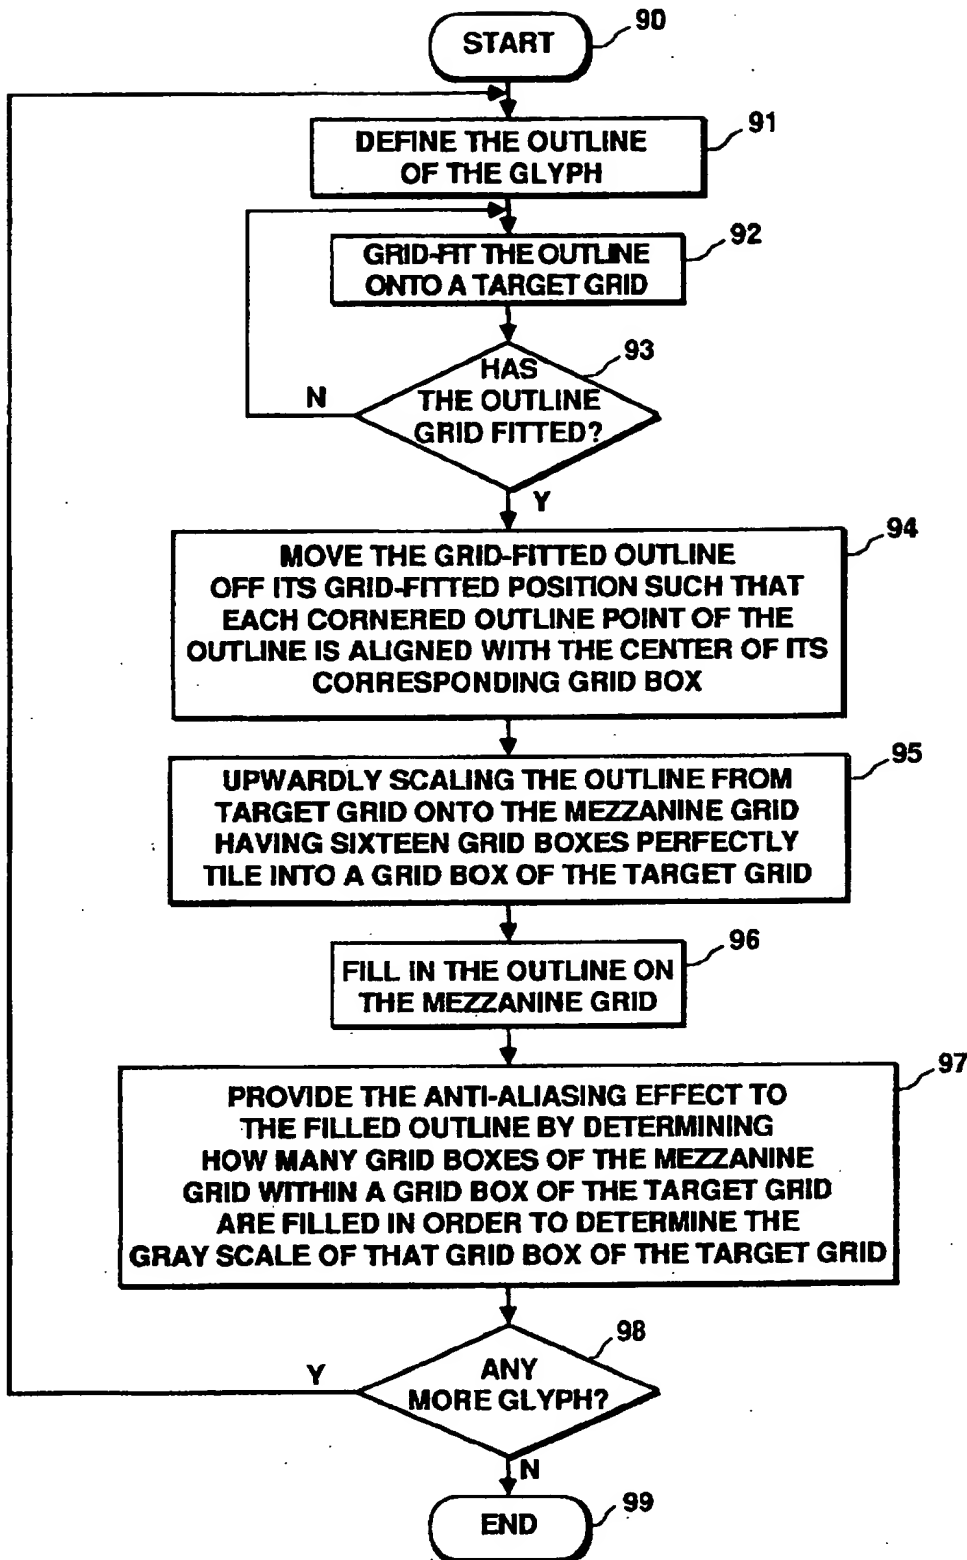 START
90
DEFINE THE OUTLINE
OF THE GLYPH
91
GRID-FIT THE OUTLINE
ONTO A TARGET GRID
92
HAS
THE OUTLINE
GRID FITTED?
93
N
Y
MOVE THE GRID-FITTED OUTLINE
OFF ITS GRID-FITTED POSITION SUCH THAT
EACH CORNERED OUTLINE POINT OF THE
OUTLINE IS ALIGNED WITH THE CENTER OF ITS
CORRESPONDING GRID BOX
94
UPWARDLY SCALING THE OUTLINE FROM
TARGET GRID ONTO THE MEZZANINE GRID
HAVING SIXTEEN GRID BOXES PERFECTLY
TILE INTO A GRID BOX OF THE TARGET GRID
95
FILL IN THE OUTLINE ON
THE MEZZANINE GRID
96
PROVIDE THE ANTI-ALIASING EFFECT TO
THE FILLED OUTLINE BY DETERMINING
HOW MANY GRID BOXES OF THE MEZZANINE
GRID WITHIN A GRID BOX OF THE TARGET GRID
ARE FILLED IN ORDER TO DETERMINE THE
GRAY SCALE OF THAT GRID BOX OF THE TARGET GRID
97
ANY
MORE GLYPH?
98
Y
N
END
99